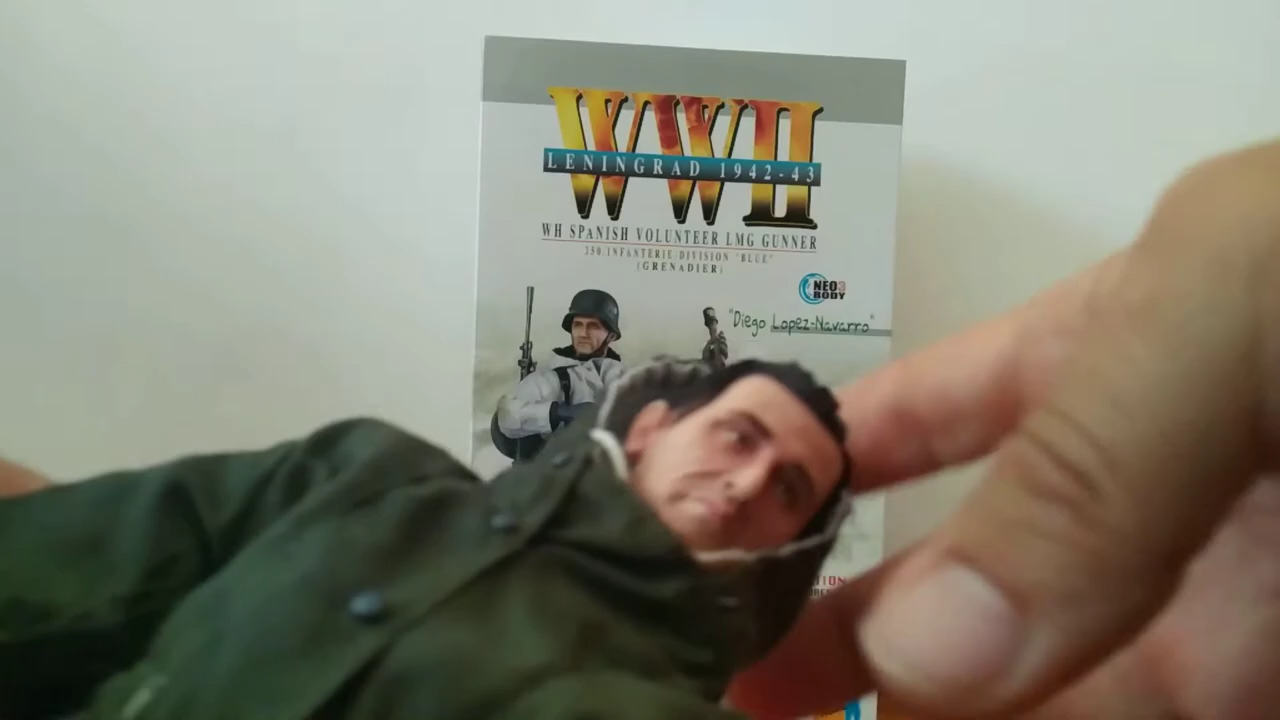 WWII
LENINGRAD 1942-43
WH SPANISH VOLUNTEER LMG GUNNER
250.INFANTERIE DIVISION "BLUE"
(GRENADIER)
NEO3
BODY
"Diego Lopez-Navarro"